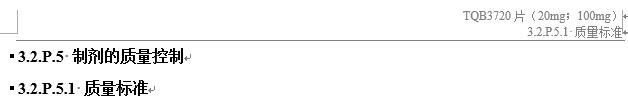 TQB3720 片（20mg；100mg）
3.2.P.5.1 质量标准
▪ 3.2.P.5 制剂的质量控制
▪ 3.2.P.5.1 质量标准